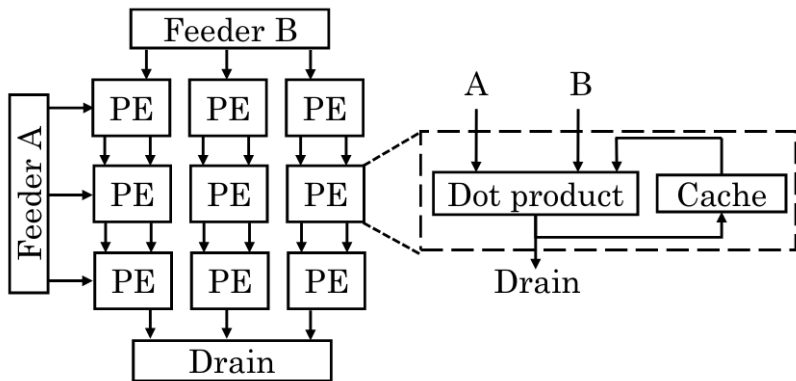 Feeder B
Feeder A
PE PE PE
PE PE PE
PE PE PE
Drain
A B
Dot product Cache
Drain